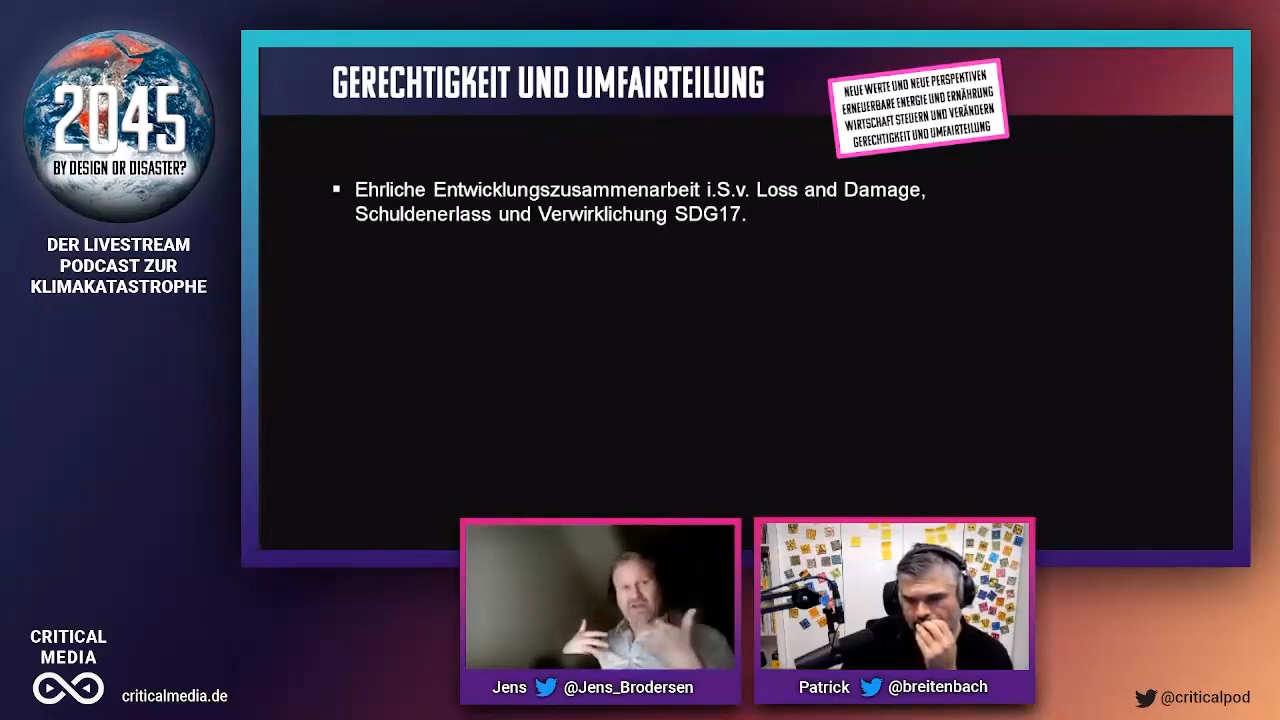 2045
BY DESIGN OR DISASTER?
DER LIVESTREAM
PODCAST ZUR
KLIMAKATASTROPHE
GERECHTIGKEIT UND UMFAIRTEILUNG
NEUE WERTE UND NEUE PERSPEKTIVEN
ERNEUERBARE ENERGIE UND ERNÄHRUNG
WIRTSCHAFT STEUERN UND VERÄNDERN
GERECHTIGKEIT UND UMFAIRTEILUNG
▪ Ehrliche Entwicklungszusammenarbeit i.S.v. Loss and Damage,
Schuldenerlass und Verwirklichung SDG17.
CRITICAL
MEDIA
criticalmedia.de
Jens @Jens_Brodersen
Patrick @breitenbach
@criticalpod